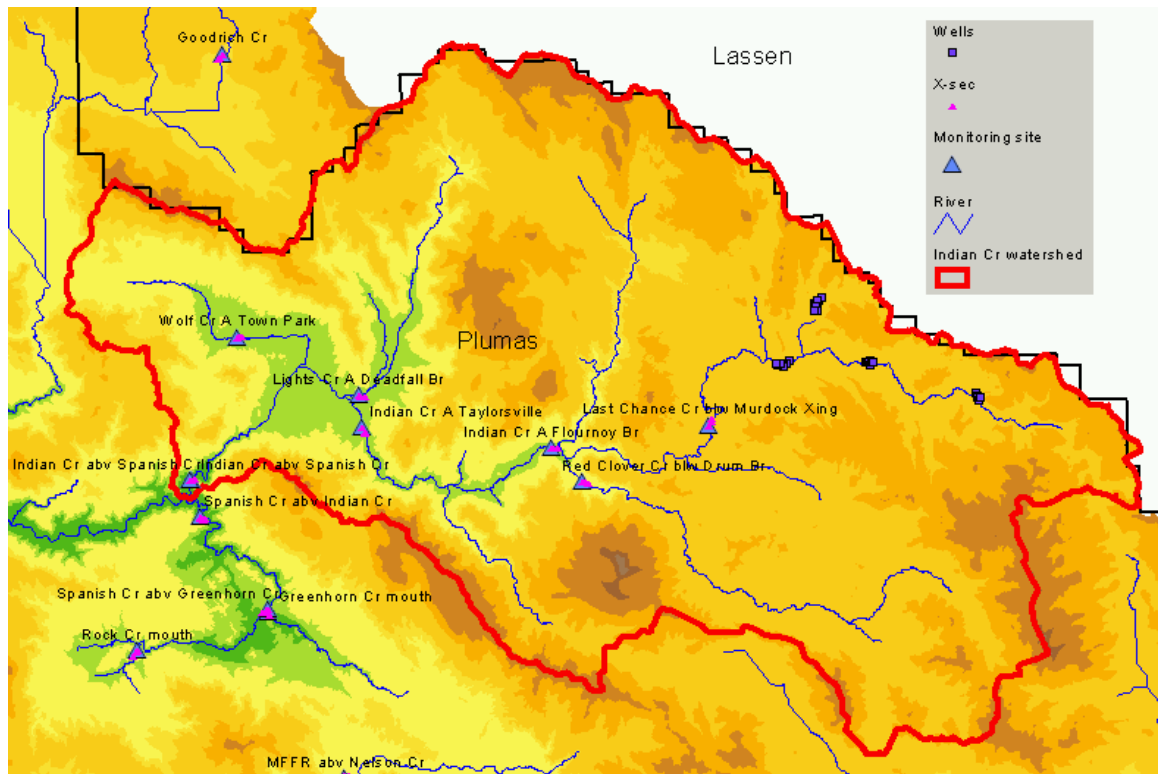 Goodrich Cr
Lassen
Wells
X-sec
Monitoring site
River
Indian Cr watershed
Wolf Cr A Town Park
Plumas
Lights Cr A Deadfall Br
Indian Cr A Taylorsville
Last Chance Cr blw Murdock Xing
Indian Cr A Flournoy Br
Red Clover Cr blw Drum Br
Indian Cr abv Spanish Cr Indian Cr abv Spanish Cr
Spanish Cr abv Indian Cr
Spanish Cr abv Greenhorn Cr
Greenhorn Cr mouth
Rock Cr mouth
MFFR abv Nelson Cr